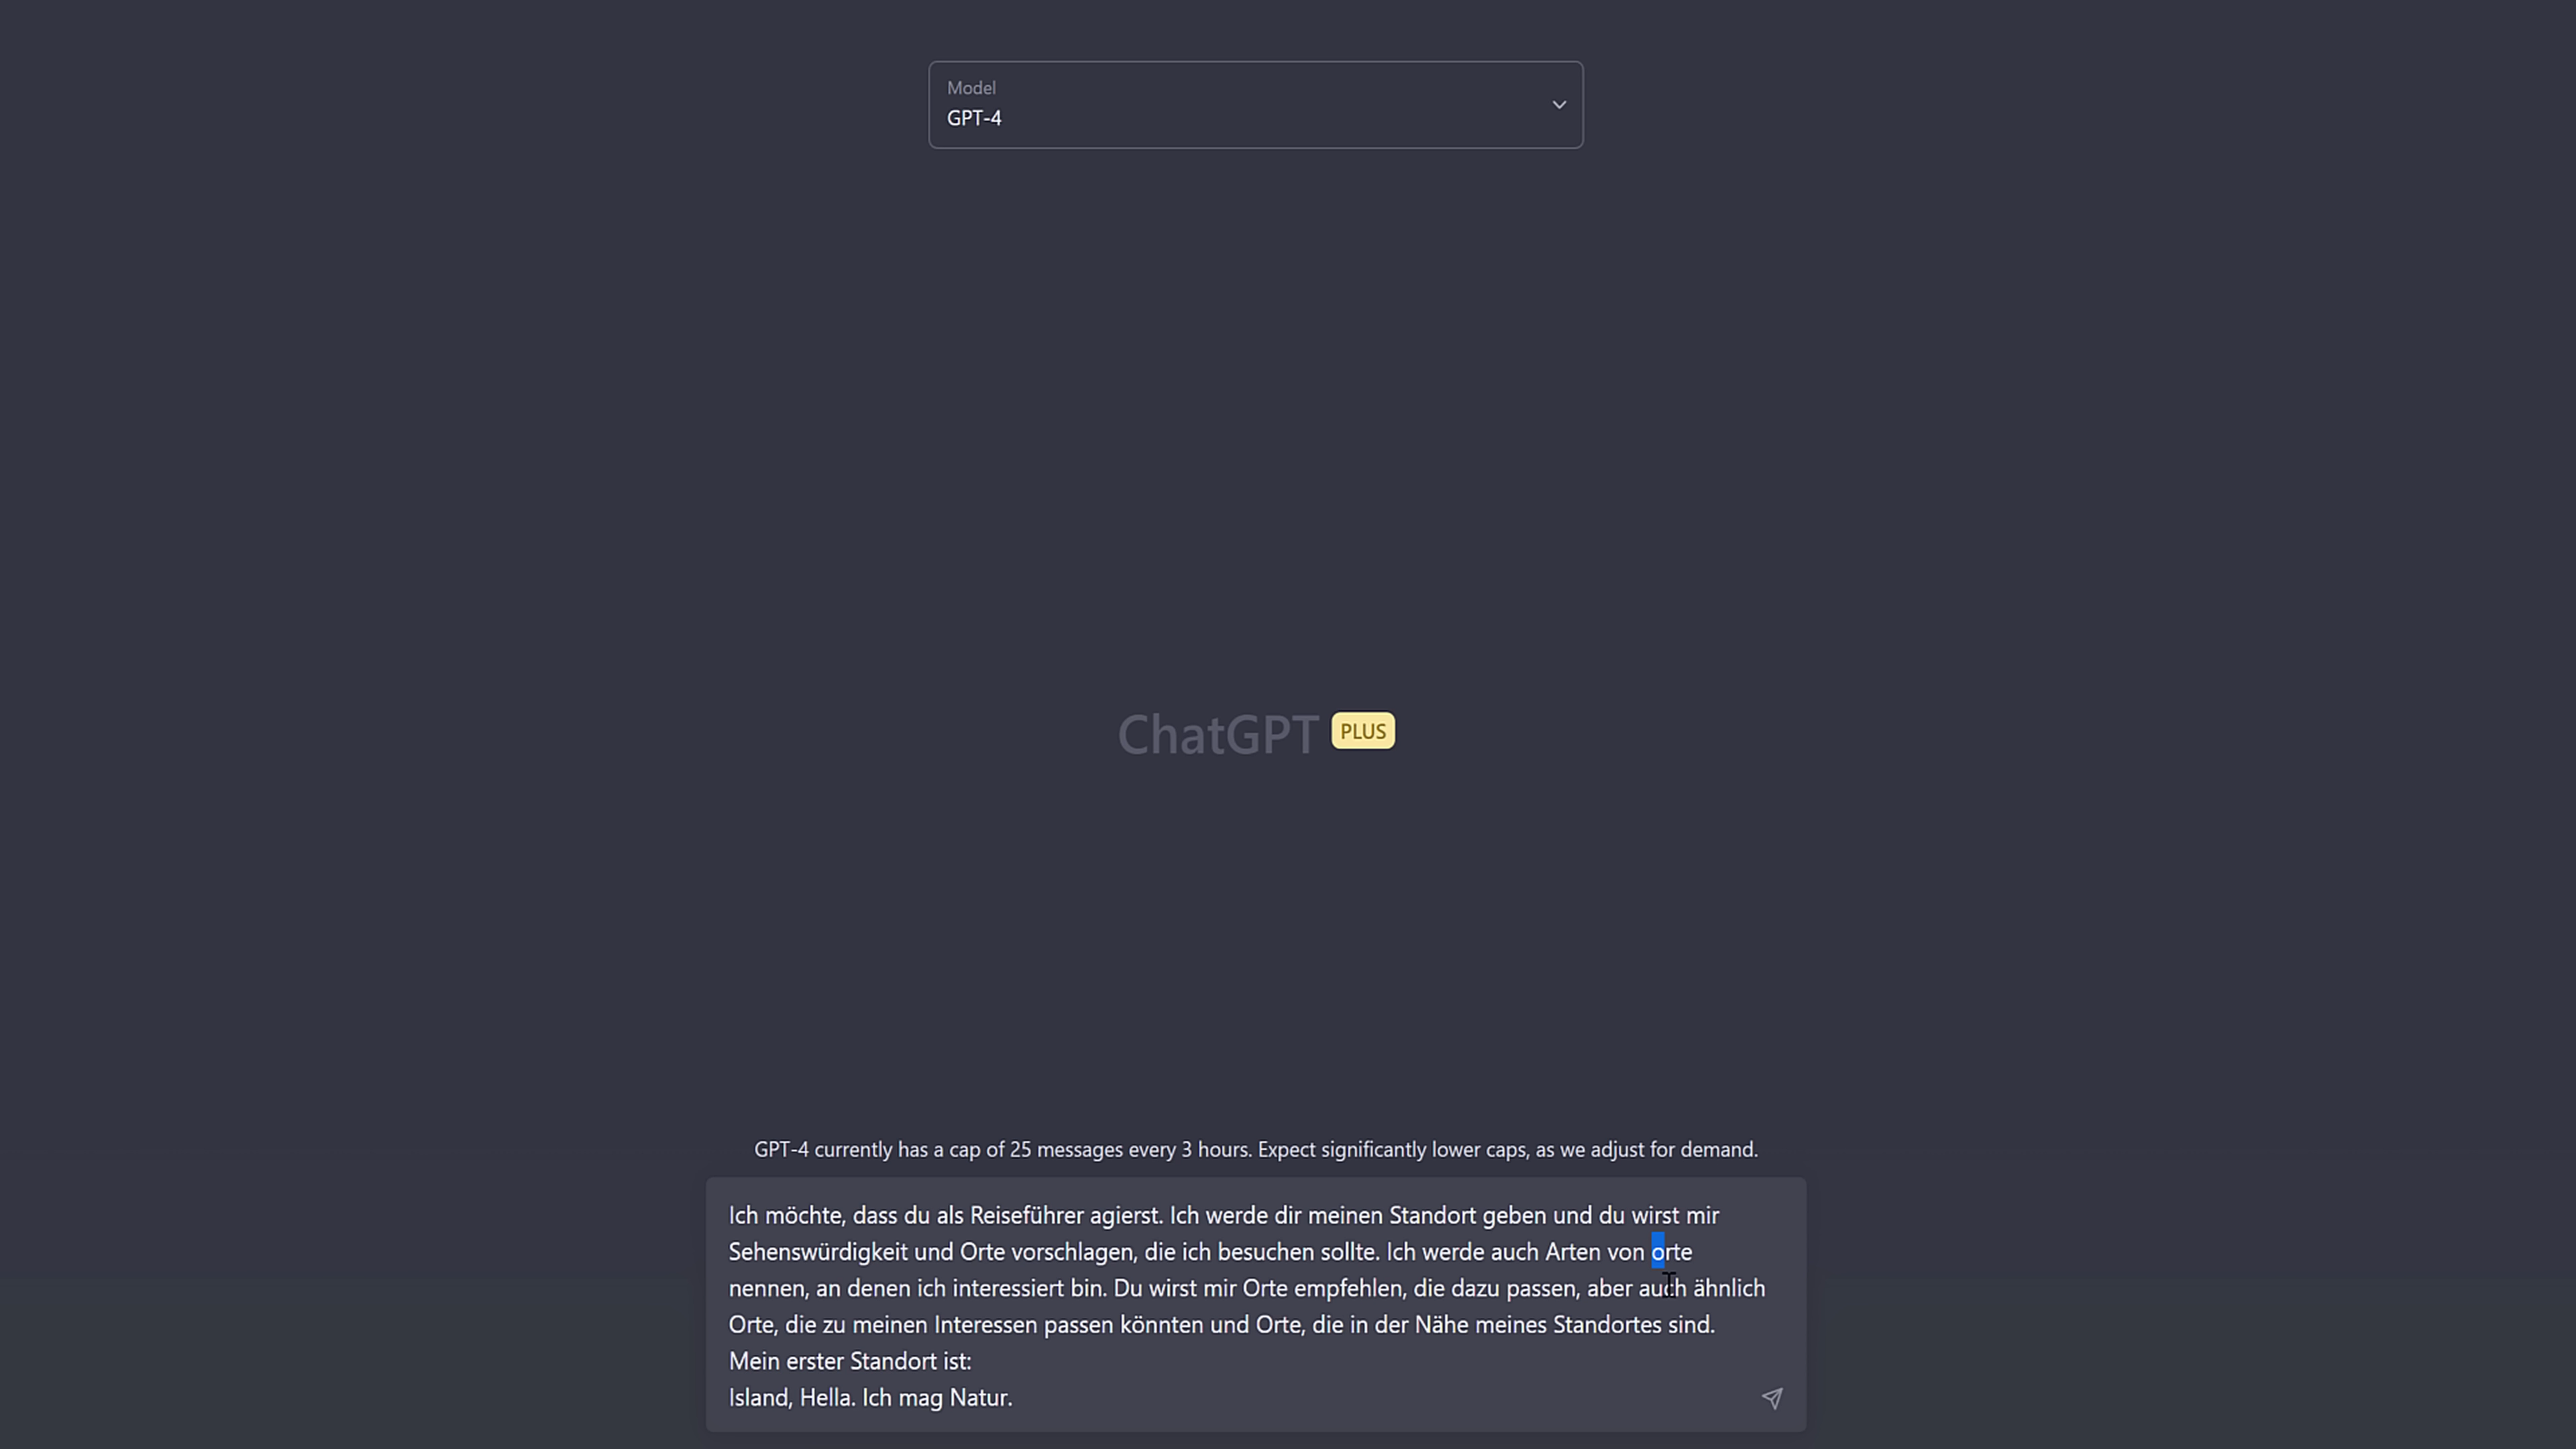 Model
GPT-4
ChatGPT PLUS
GPT-4 currently has a cap of 25 messages every 3 hours. Expect significantly lower caps, as we adjust for demand.
Ich möchte, dass du als Reiseführer agierst. Ich werde dir meinen Standort geben und du wirst mir
Sehenswürdigkeit und Orte vorschlagen, die ich besuchen sollte. Ich werde auch Arten von orte
nennen, an denen ich interessiert bin. Du wirst mir Orte empfehlen, die dazu passen, aber auch ähnlich
Orte, die zu meinen Interessen passen könnten und Orte, die in der Nähe meines Standortes sind.
Mein erster Standort ist:
Island, Hella. Ich mag Natur.